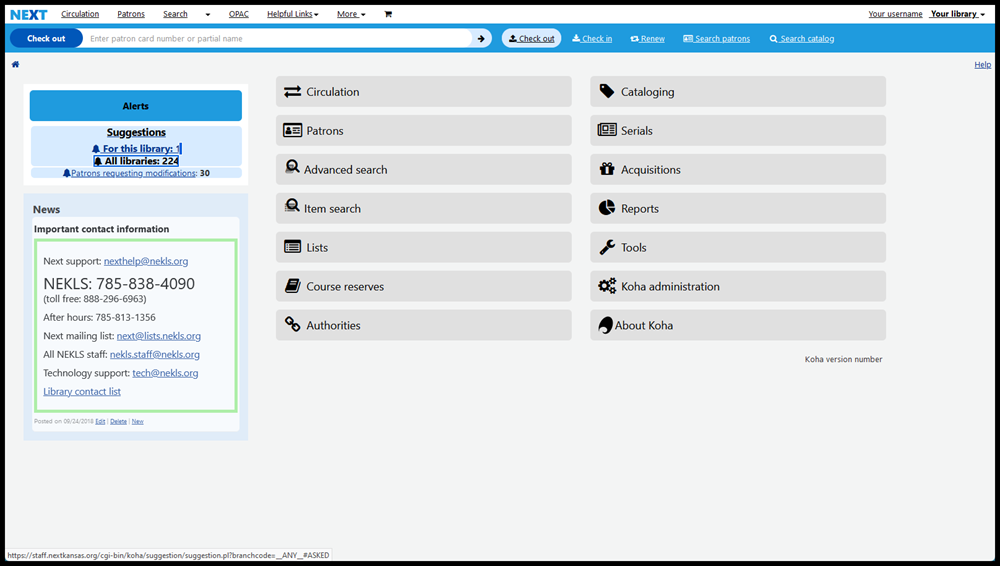 NEXT Circulation Patrons Search OPAC Helpful Links More Your username Your library
Check out Enter patron card number or partial name Check out Check in Renew Search patrons Search catalog
Help
Alerts
Suggestions
For this library: 1
All libraries: 224
Patrons requesting modifications: 30
News
Important contact information
Next support: nexthelp@nekls.org
NEKLS: 785-838-4090
(toll free: 888-296-6963)
After hours: 785-813-1356
Next mailing list: next@lists.nekls.org
All NEKLS staff: nekls.staff@nekls.org
Technology support: tech@nekls.org
Library contact list
Posted on 09/24/2018 Edit | Delete | New
Circulation
Patrons
Advanced search
Item search
Lists
Course reserves
Authorities
Cataloging
Serials
Acquisitions
Reports
Tools
Koha administration
About Koha
Koha version number
https://staff.nextkansas.org/cgi-bin/koha/suggestion/suggestion.pl?branchcode=__ANY__#ASKED